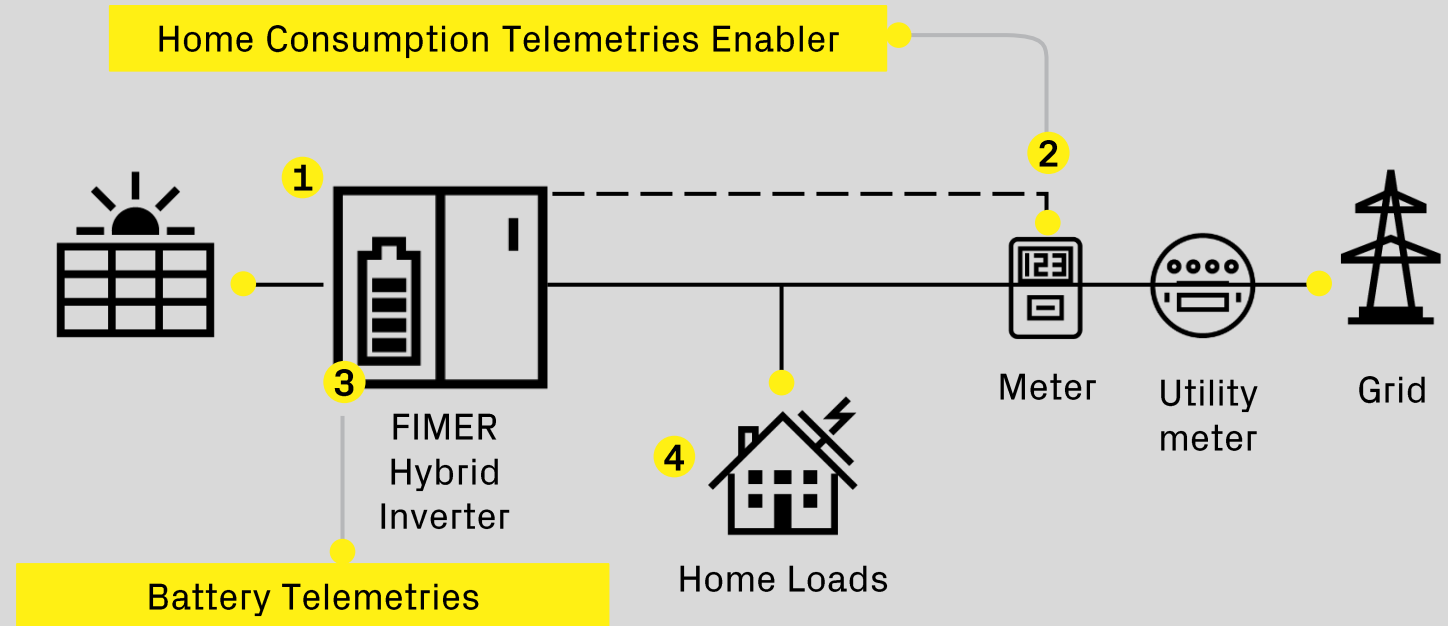 Home Consumption Telemetries Enabler
2
1
123
3
FIMER
Hybrid
Inverter
Meter
Utility
meter
Grid
4
Home Loads
Battery Telemetries